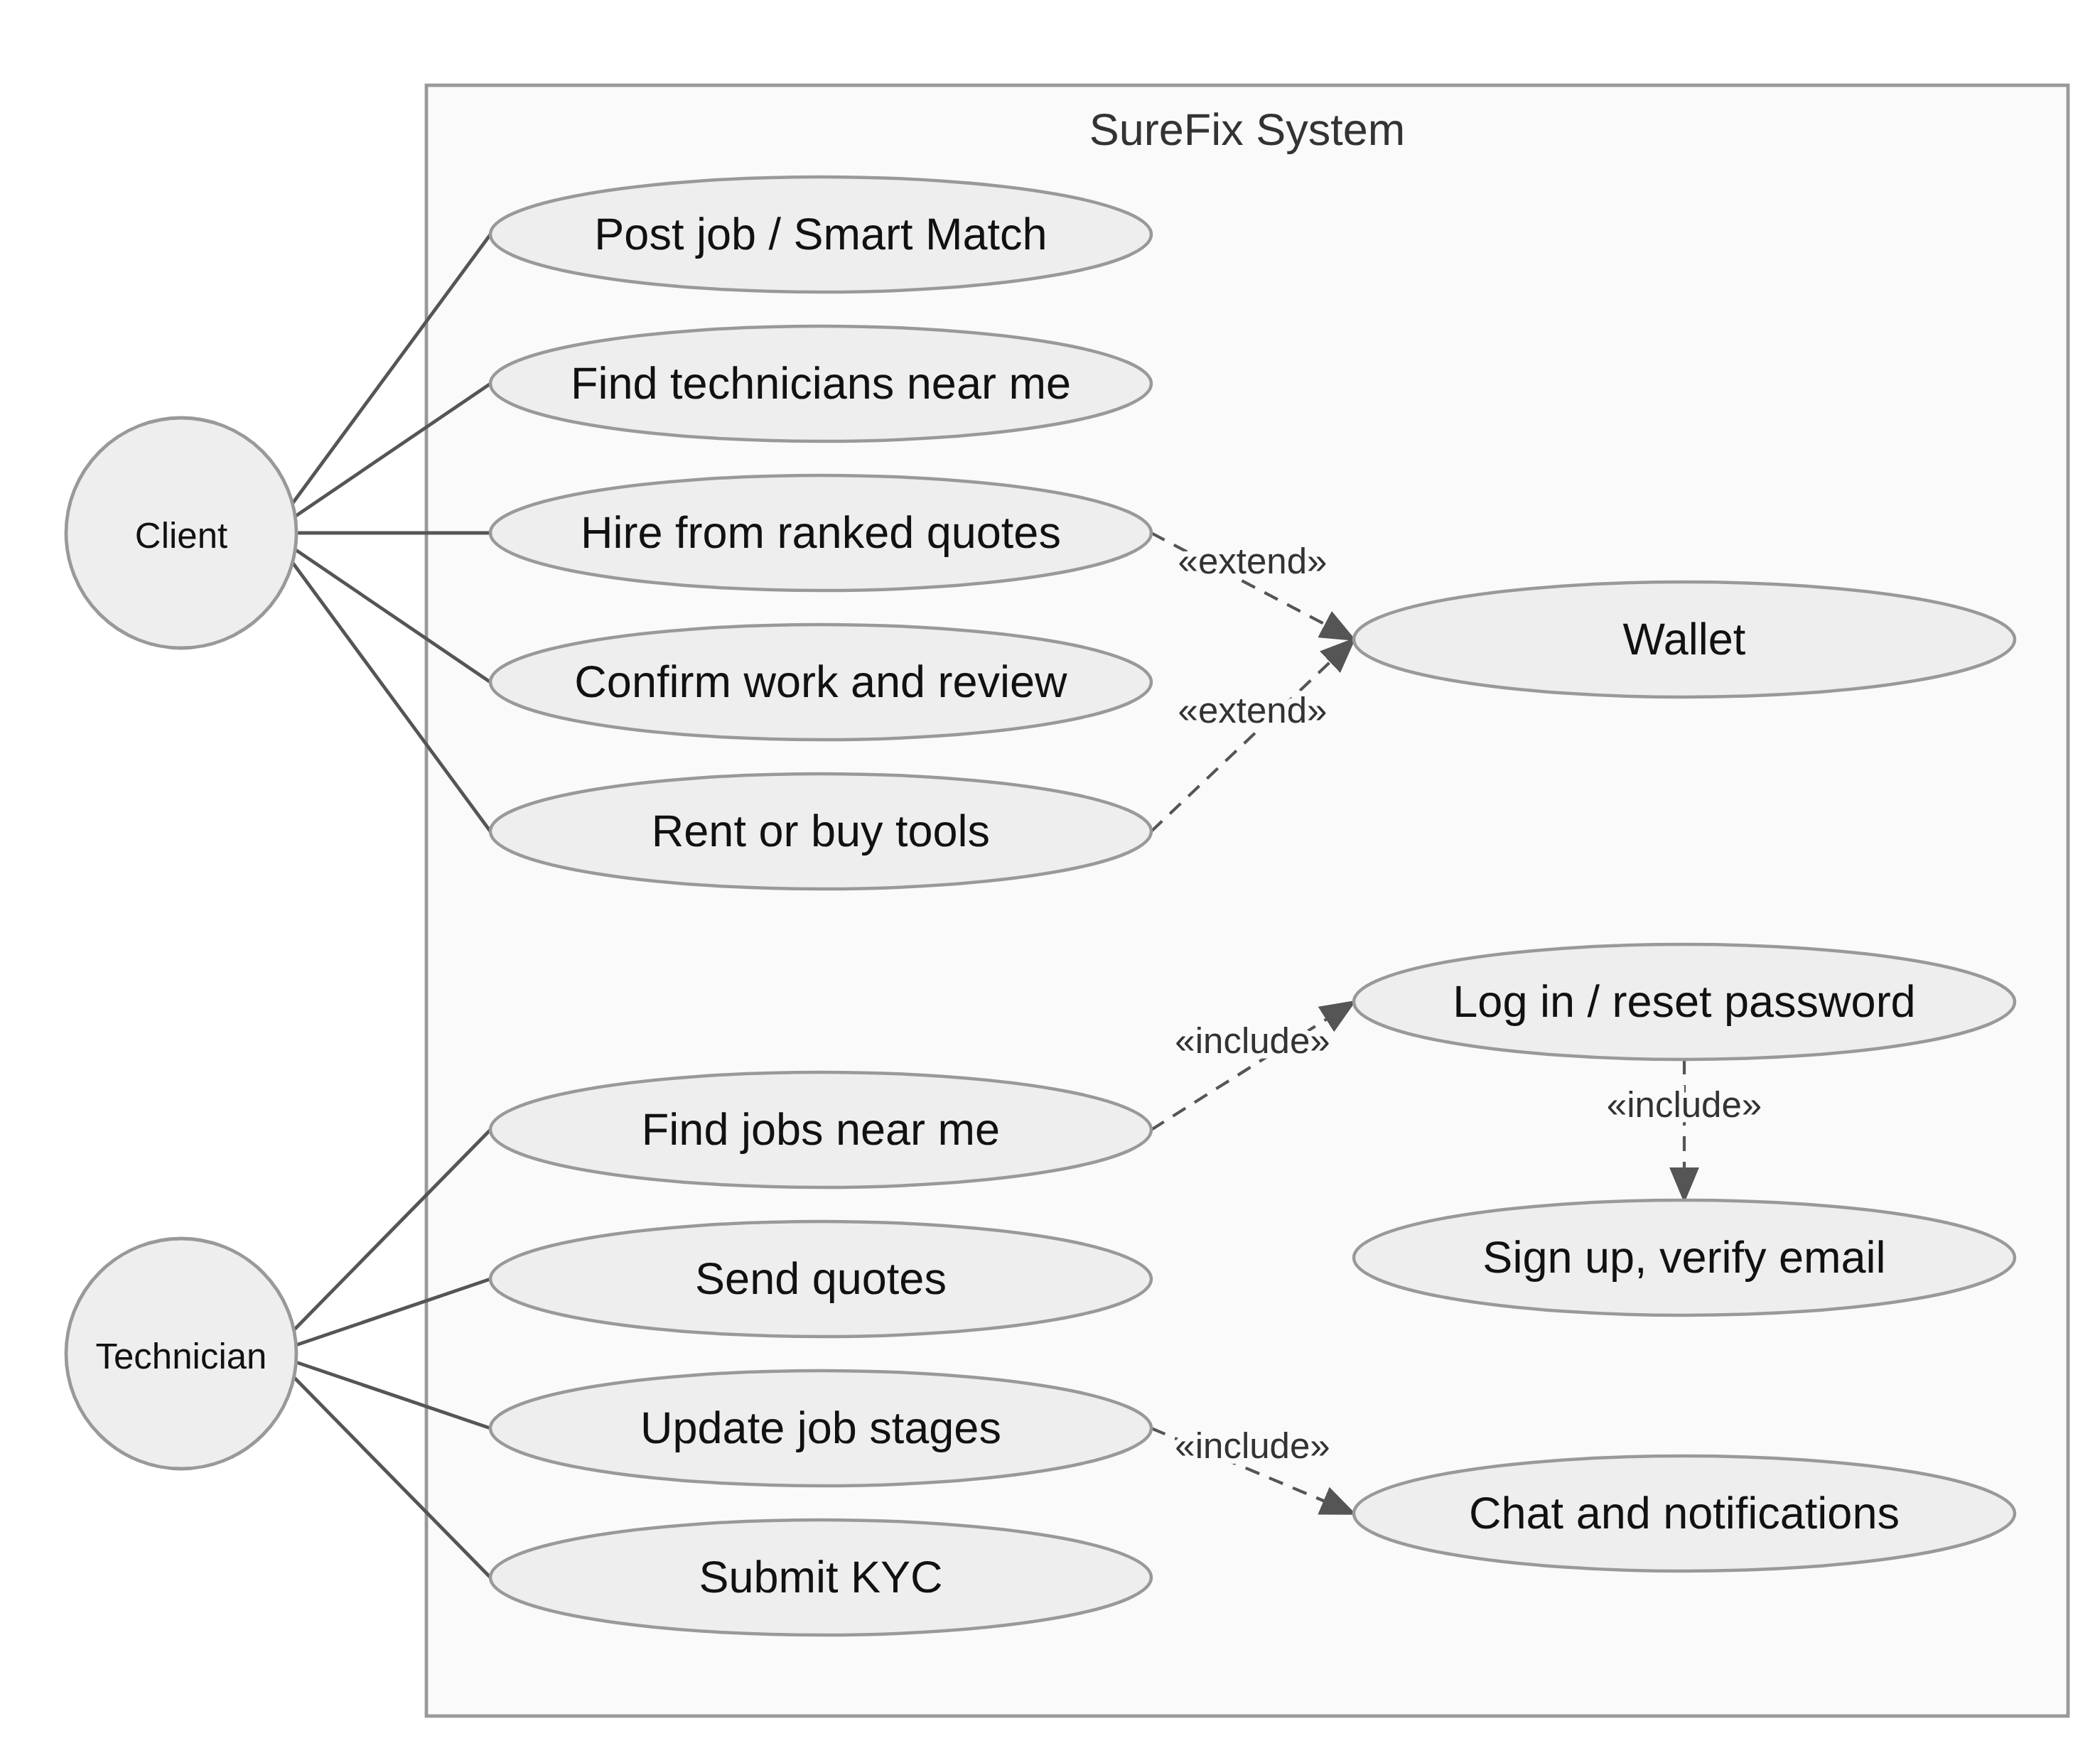 SureFix System
Post job / Smart Match
Find technicians near me
Client
Hire from ranked quotes
«extend»
Wallet
Confirm work and review
«extend»
Rent or buy tools
Log in / reset password
«include»
Find jobs near me
«include»
Sign up, verify email
Send quotes
Technician
Update job stages
«include»
Chat and notifications
Submit KYC